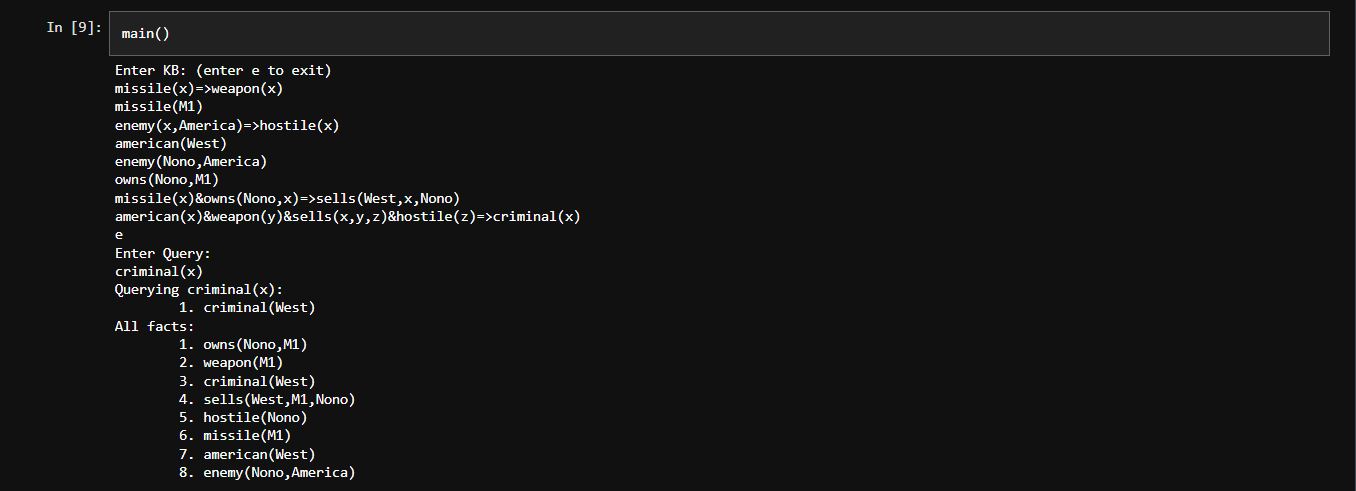 In [9]: main()
Enter KB: (enter e to exit)
missile(x)=>weapon(x)
missile(M1)
enemy(x,America)=>hostile(x)
american(West)
enemy(Nono,America)
owns(Nono,M1)
missile(x)&owns(Nono,x)=>sells(West,x,Nono)
american(x)&weapon(y)&sells(x,y,z)&hostile(z)=>criminal(x)
e
Enter Query:
criminal(x)
Querying criminal(x):
1. criminal(West)
All facts:
1. owns(Nono,M1)
2. weapon(M1)
3. criminal(West)
4. sells(West,M1,Nono)
5. hostile(Nono)
6. missile(M1)
7. american(West)
8. enemy(Nono,America)